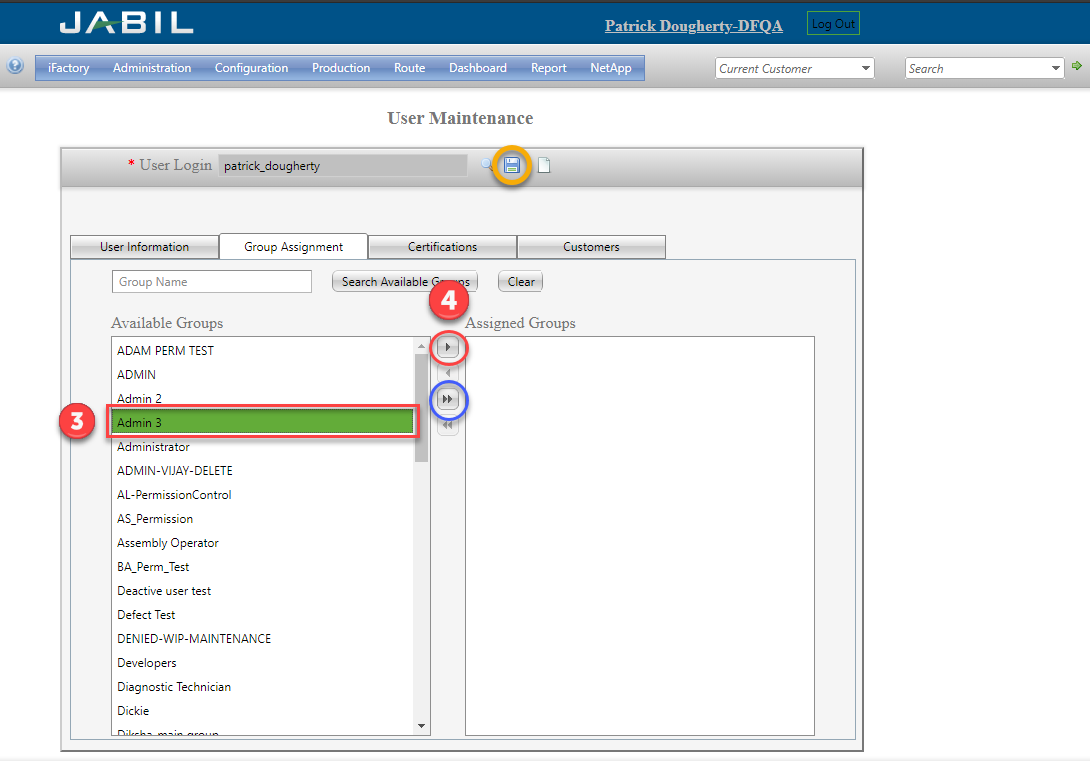 JABIL
Patrick Dougherty-DFQA
Log Out
iFactory Administration Configuration Production Route Dashboard Report NetApp
Current Customer
Search
User Maintenance
* User Login patrick_dougherty
User Information Group Assignment Certifications Customers
Group Name Search Available Groups Clear
4
Available Groups Assigned Groups
ADAM PERM TEST
ADMIN
Admin 2
3 Admin 3
Administrator
ADMIN-VIJAY-DELETE
AL-PermissionControl
AS_Permission
Assembly Operator
BA_Perm_Test
Deactive user test
Defect Test
DENIED-WIP-MAINTENANCE
Developers
Diagnostic Technician
Dickie
Diksha main group